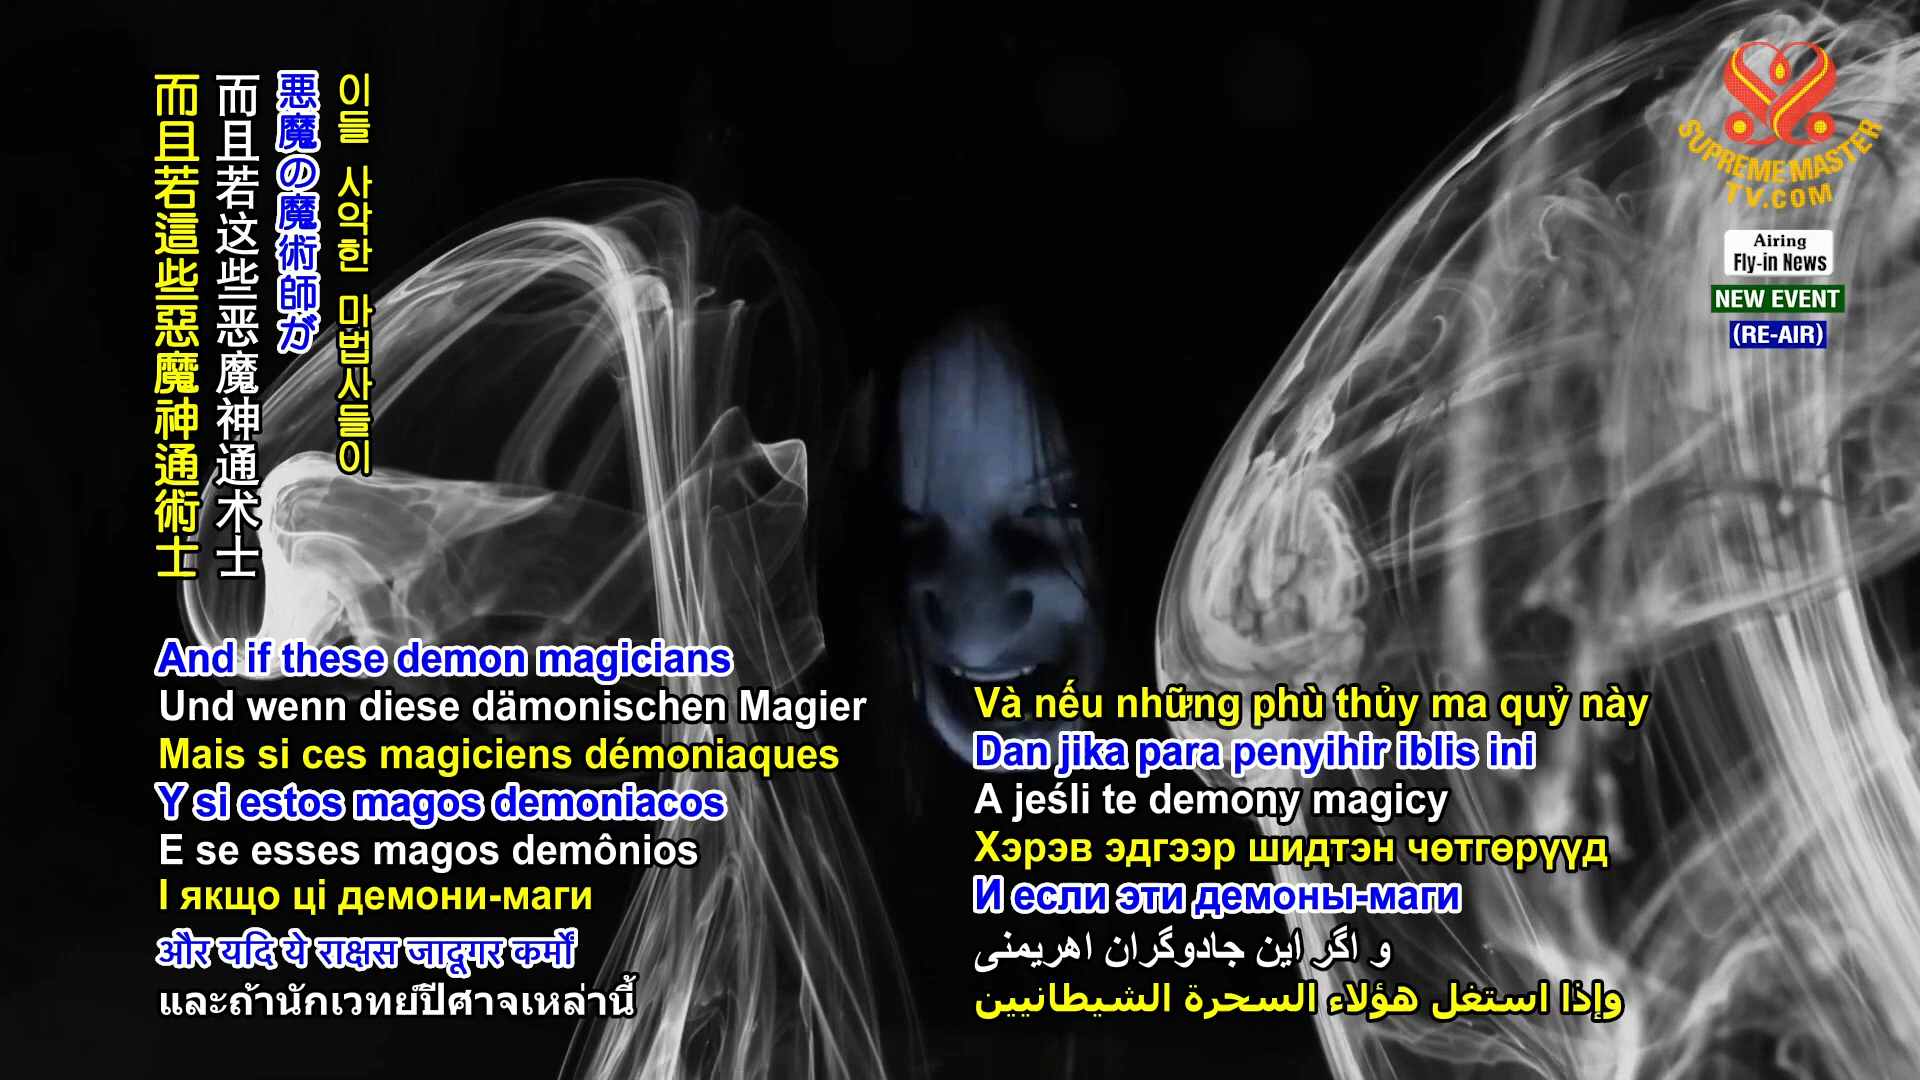 이들 사악한 마법사들이
悪魔の魔術師が
而且若这些恶魔神通术士
而且若這些惡魔神通術士
SUPREME MASTER
TV.COM
Airing
Fly-in News
NEW EVENT
(RE-AIR)
And if these demon magicians
Und wenn diese dämonischen Magier
Mais si ces magiciens démoniaques
Y si estos magos demoniacos
E se esses magos demônios
І якщо ці демони-маги
और यदि ये राक्षस जादूगर कर्मों
และถ้านักเวทย์ปีศาจเหล่านี้
Và nếu những phù thủy ma quỷ này
Dan jika para penyihir iblis ini
A jeśli te demony magicy
Хэрэв эдгээр шидтэн чөтгөрүүд
И если эти демоны-маги
و اگر این جادوگران اهریمنی
وإذا استغل هؤلاء السحرة الشيطانيين